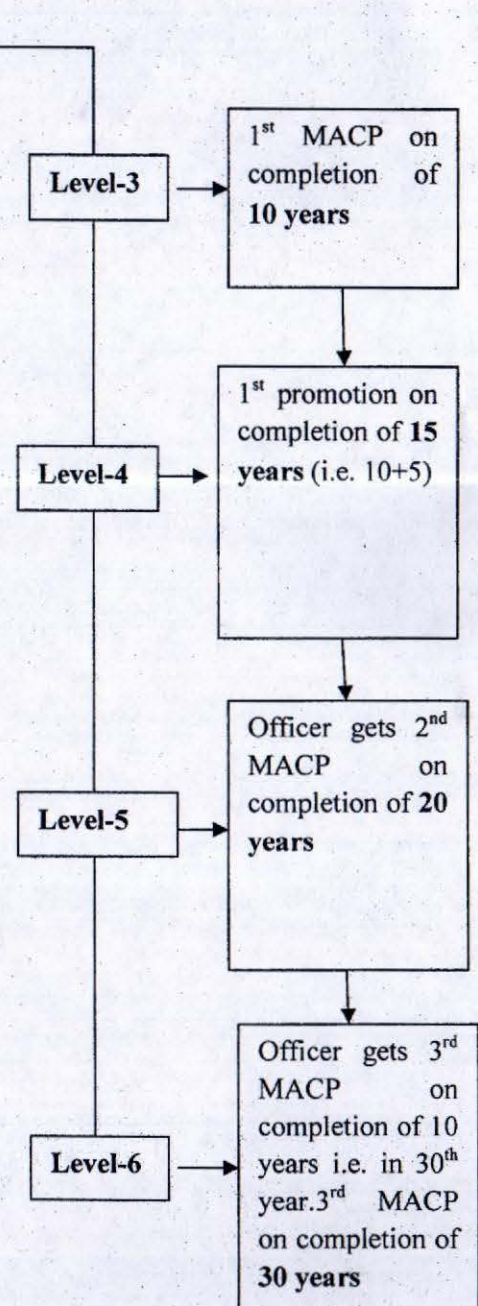 Level-3
1st MACP on
completion of
10 years
Level-4
1st promotion on
completion of 15
years (i.e. 10+5)
Level-5
Officer gets 2nd
MACP on
completion of 20
years
Level-6
Officer gets 3rd
MACP on
completion of 10
years i.e. in 30th
year.3rd MACP
on completion of
30 years